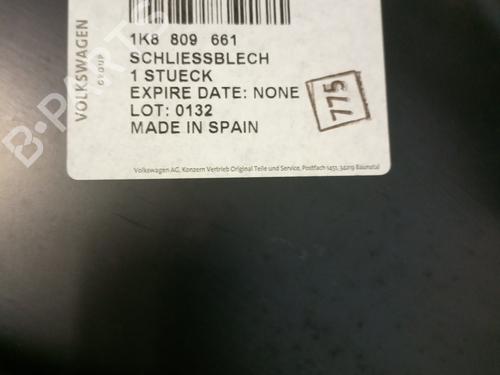 VOLKSWAGEN
GROUP
1K8 809 661
SCHLIESSBLECH
1 STUECK
EXPIRE DATE: NONE
LOT: 0132
MADE IN SPAIN
775
Volkswagen AG, Konzern Vertrieb Original Teile und Service, Postfach 1451, 34219 Baunatal
B-PARTS